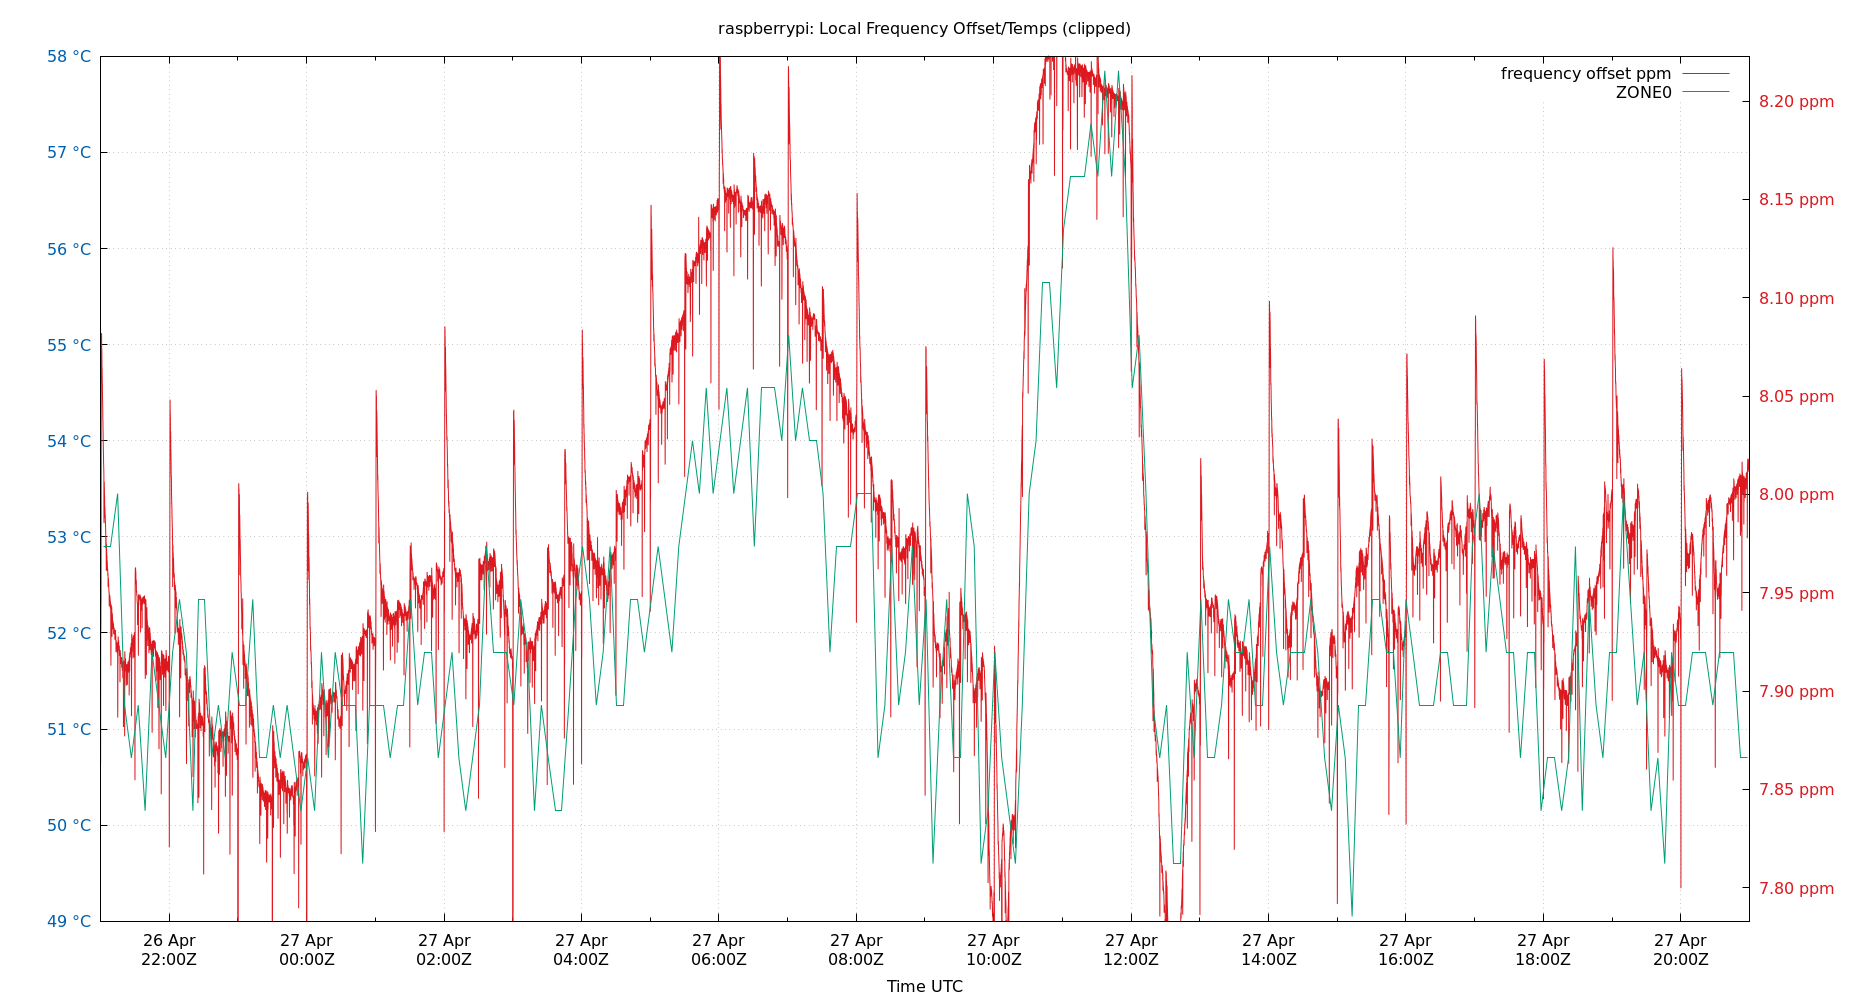 raspberrypi: Local Frequency Offset/Temps (clipped)
frequency offset ppm
ZONE0
58 °C
57 °C
56 °C
55 °C
54 °C
53 °C
52 °C
51 °C
50 °C
49 °C
8.20 ppm
8.15 ppm
8.10 ppm
8.05 ppm
8.00 ppm
7.95 ppm
7.90 ppm
7.85 ppm
7.80 ppm
26 Apr
22:00Z
27 Apr
00:00Z
27 Apr
02:00Z
27 Apr
04:00Z
27 Apr
06:00Z
27 Apr
08:00Z
27 Apr
10:00Z
27 Apr
12:00Z
27 Apr
14:00Z
27 Apr
16:00Z
27 Apr
18:00Z
27 Apr
20:00Z
Time UTC